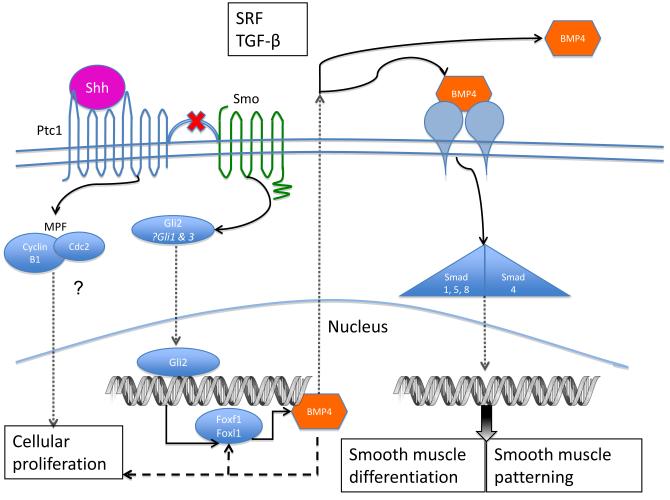 SRF
TGF-β
BMP4
Shh
Smo
BMP4
Ptc1
MPF
Cyclin
B1
Cdc2
?
Gli2
?Gli1 & 3
Smad
1, 5, 8
Smad
4
Nucleus
Gli2
Foxf1
Foxl1
BMP4
Cellular
proliferation
Smooth muscle
differentiation
Smooth muscle
patterning